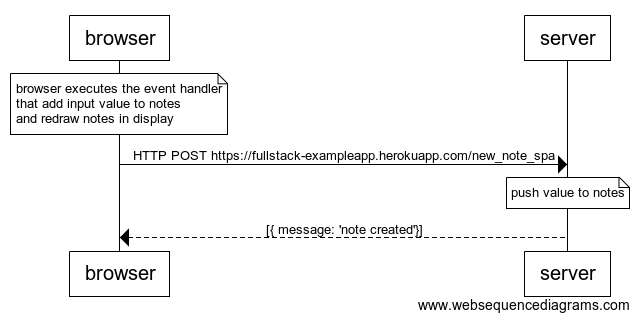 browser
server
browser executes the event handler
that add input value to notes
and redraw notes in display
HTTP POST https://fullstack-exampleapp.herokuapp.com/new_note_spa
push value to notes
[{ message: 'note created'}]
browser
server
www.websequencediagrams.com